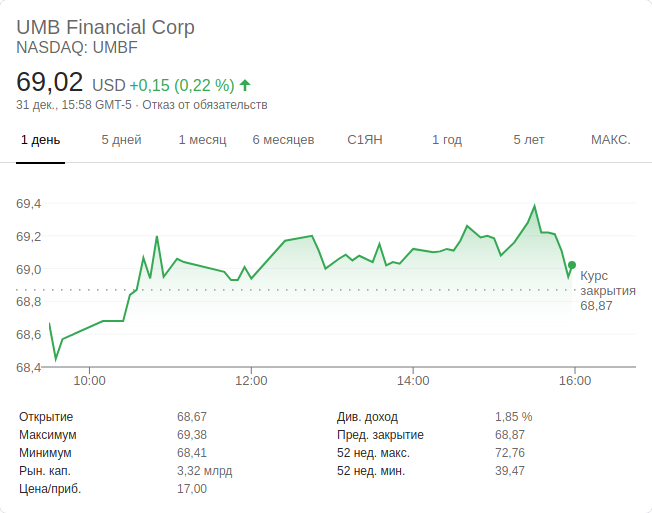 UMB Financial Corp
NASDAQ: UMBF
69,02 USD +0,15 (0,22 %)
31 дек., 15:58 GMT-5 · Отказ от обязательств
1 день 5 дней 1 месяц 6 месяцев С1ЯН 1 год 5 лет МАКС.
69,4
69,2
69,0
68,8
68,6
68,4
Курс
закрытия
68,87
10:00 12:00 14:00 16:00
Открытие 68,67 Див. доход 1,85 %
Максимум 69,38 Пред. закрытие 68,87
Минимум 68,41 52 нед. макс. 72,76
Рын. кап. 3,32 млрд 52 нед. мин. 39,47
Цена/приб. 17,00